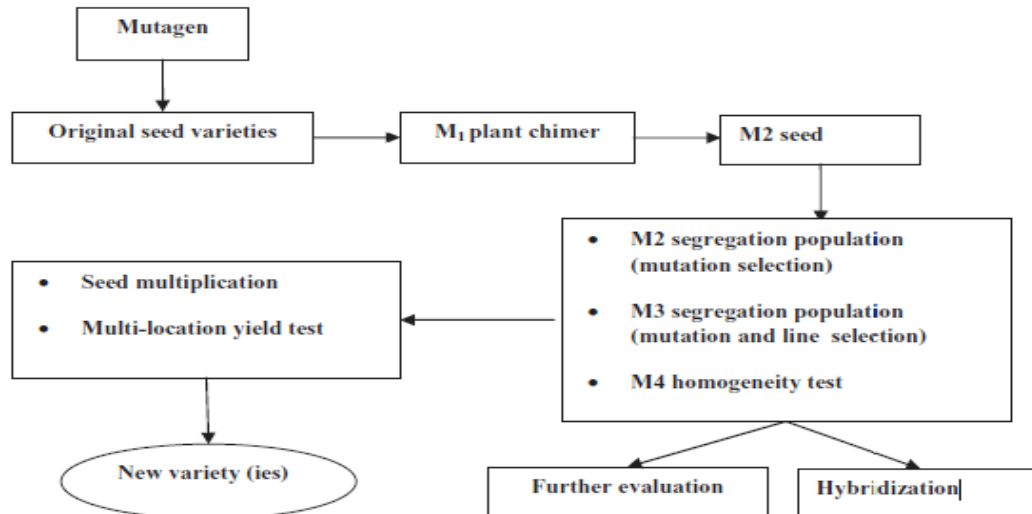 Mutagen
Original seed varieties
M₁ plant chimer
M2 seed
• M2 segregation population
(mutation selection)
• M3 segregation population
(mutation and line selection)
• M4 homogeneity test
• Seed multiplication
• Multi-location yield test
New variety (ies)
Further evaluation
Hybridization